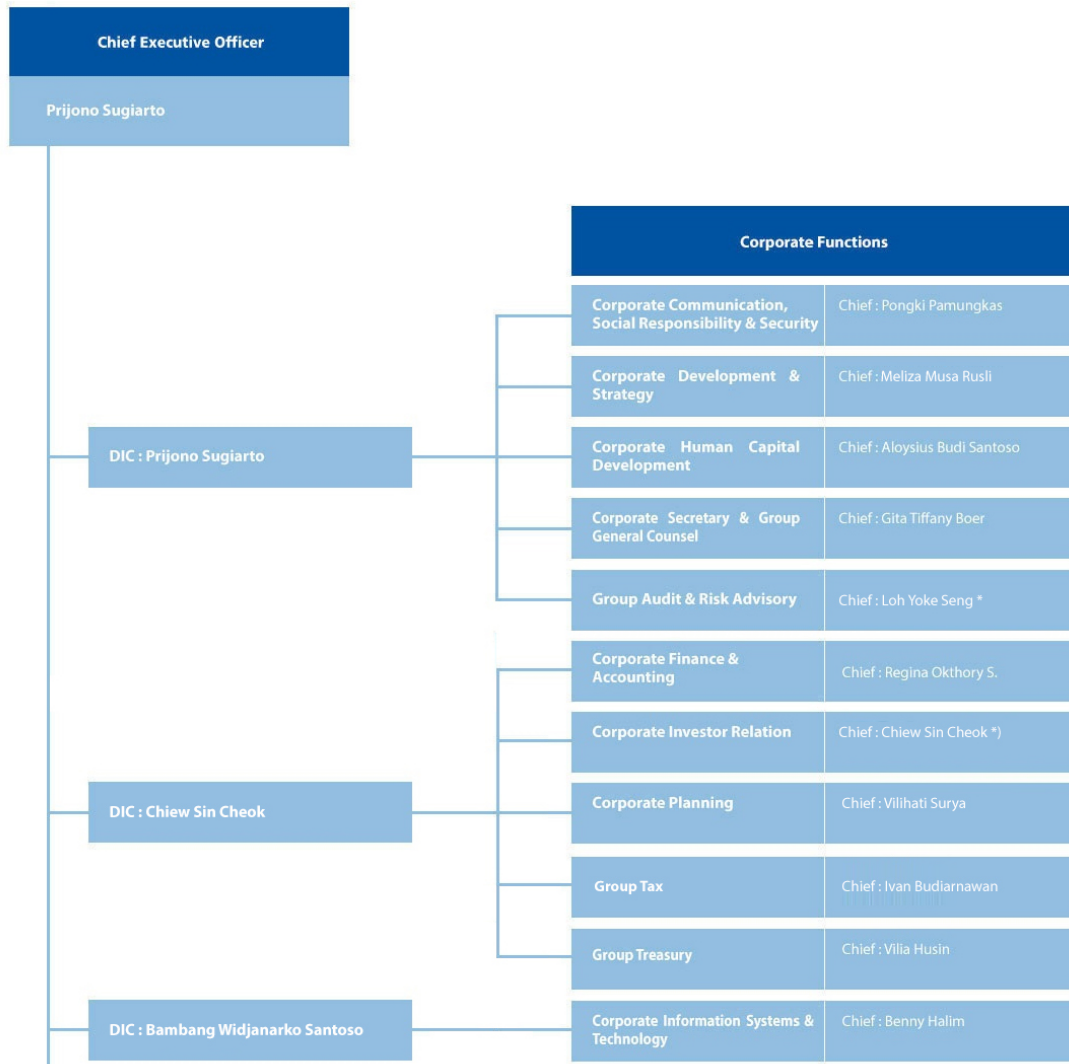 Chief Executive Officer
Prijono Sugiarto
Corporate Functions
Corporate Communication,
Social Responsibility & Security
Chief : Pongki Pamungkas
Corporate Development &
Strategy
Chief : Meliza Musa Rusli
DIC : Prijono Sugiarto
Corporate Human Capital
Development
Chief : Aloysius Budi Santoso
Corporate Secretary & Group
General Counsel
Chief : Gita Tiffany Boer
Group Audit & Risk Advisory
Chief : Loh Yoke Seng *
Corporate Finance &
Accounting
Chief : Regina Okthory S.
Corporate Investor Relation
Chief : Chiew Sin Cheok *)
DIC : Chiew Sin Cheok
Corporate Planning
Chief : Vilihati Surya
Group Tax
Chief : Ivan Budiarnawan
Group Treasury
Chief : Vilia Husin
DIC : Bambang Widjanarko Santoso
Corporate Information Systems &
Technology
Chief : Benny Halim